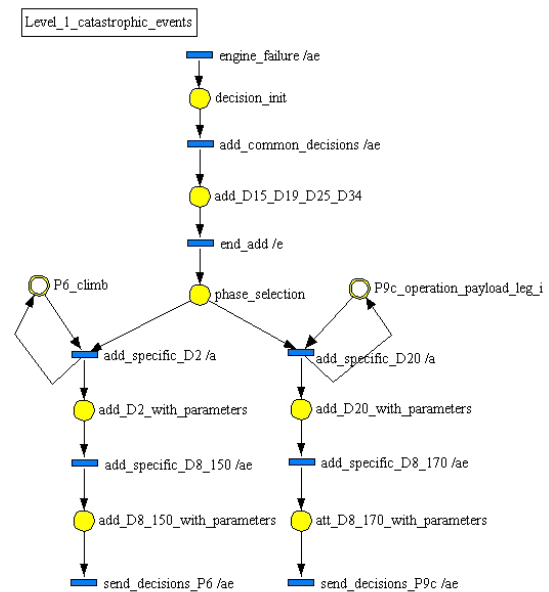 Level_1_catastrophic_events
engine_failure /ae
decision_init
add_common_decisions /ae
add_D15_D19_D25_D34
end_add /e
P6_climb
phase_selection
P9c_operation_payload_leg_i
add_specific_D2 /a
add_specific_D20 /a
add_D2_with_parameters
add_D20_with_parameters
add_specific_D8_150 /ae
add_specific_D8_170 /ae
add_D8_150_with_parameters
att_D8_170_with_parameters
send_decisions_P6 /ae
send_decisions_P9c /ae